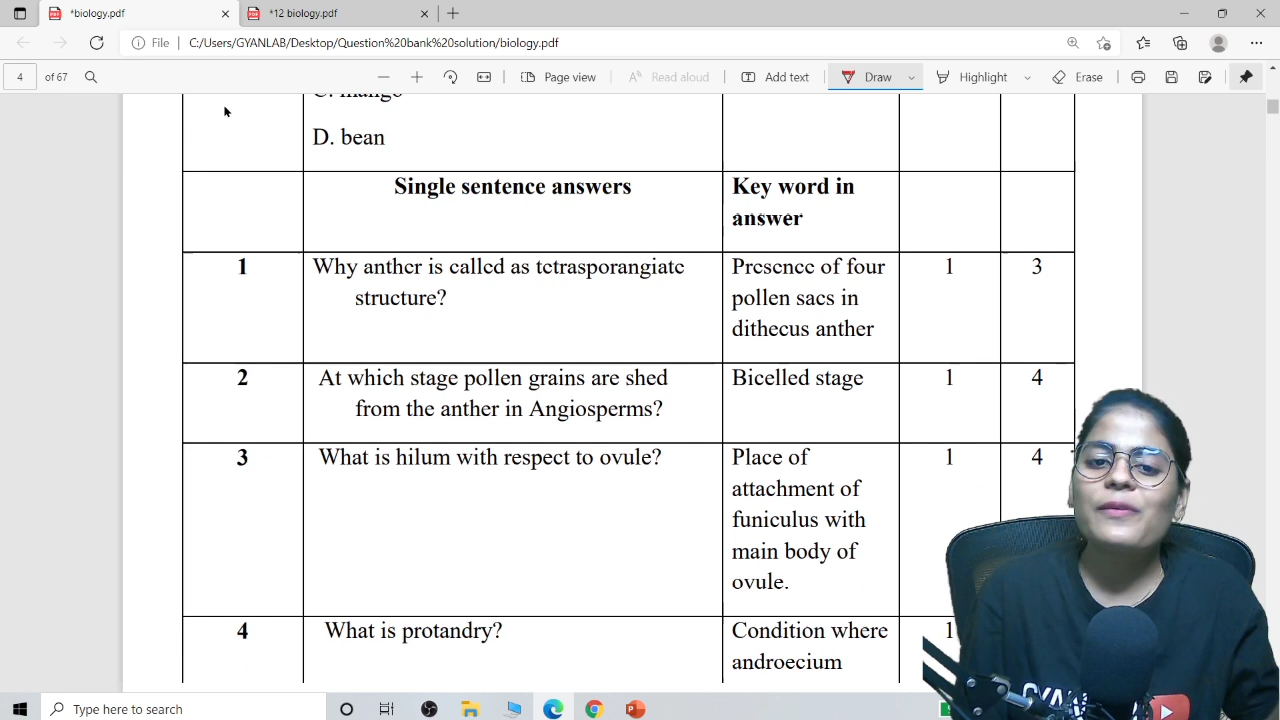 *biology.pdf
*12 biology.pdf
File C:/Users/GYANLAB/Desktop/Question%20bank%20solution/biology.pdf
4 of 67 Page view Read aloud Add text Draw Highlight Erase
C. mango
D. bean
Single sentence answers
Key word in
answer
1
Why anther is called as tetrasporangiate
structure?
Presence of four
pollen sacs in
dithecus anther
1
3
2
At which stage pollen grains are shed
from the anther in Angiosperms?
Bicelled stage
1
4
3
What is hilum with respect to ovule?
Place of
attachment of
funiculus with
main body of
ovule.
1
4
4
What is protandry?
Condition where
androecium
1
Type here to search